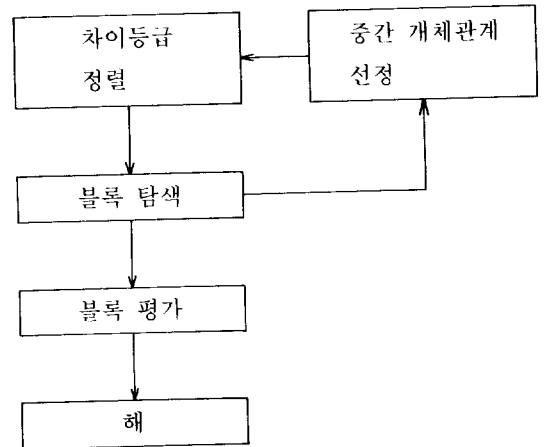 차이등급
정렬
중간 개체관계
선정
블록 탐색
블록 평가
해